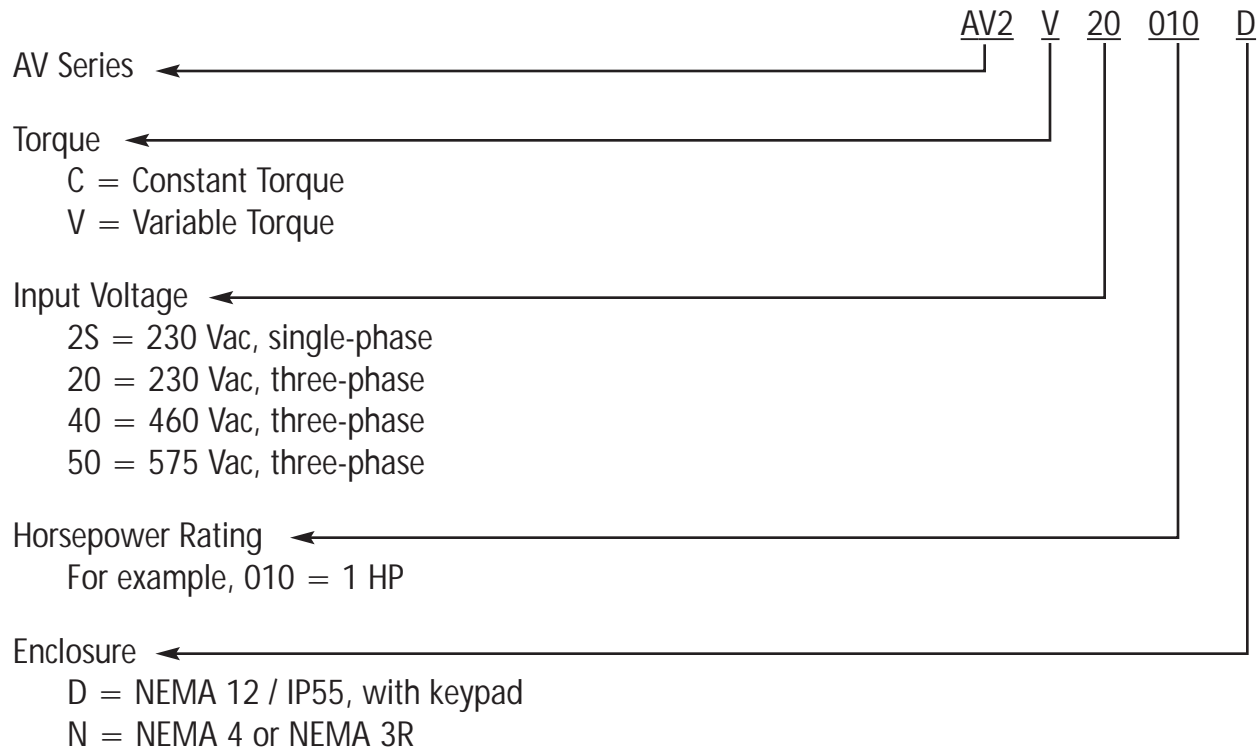 AV2 V 20 010 D
AV Series
Torque
C = Constant Torque
V = Variable Torque
Input Voltage
2S = 230 Vac, single-phase
20 = 230 Vac, three-phase
40 = 460 Vac, three-phase
50 = 575 Vac, three-phase
Horsepower Rating
For example, 010 = 1 HP
Enclosure
D = NEMA 12 / IP55, with keypad
N = NEMA 4 or NEMA 3R